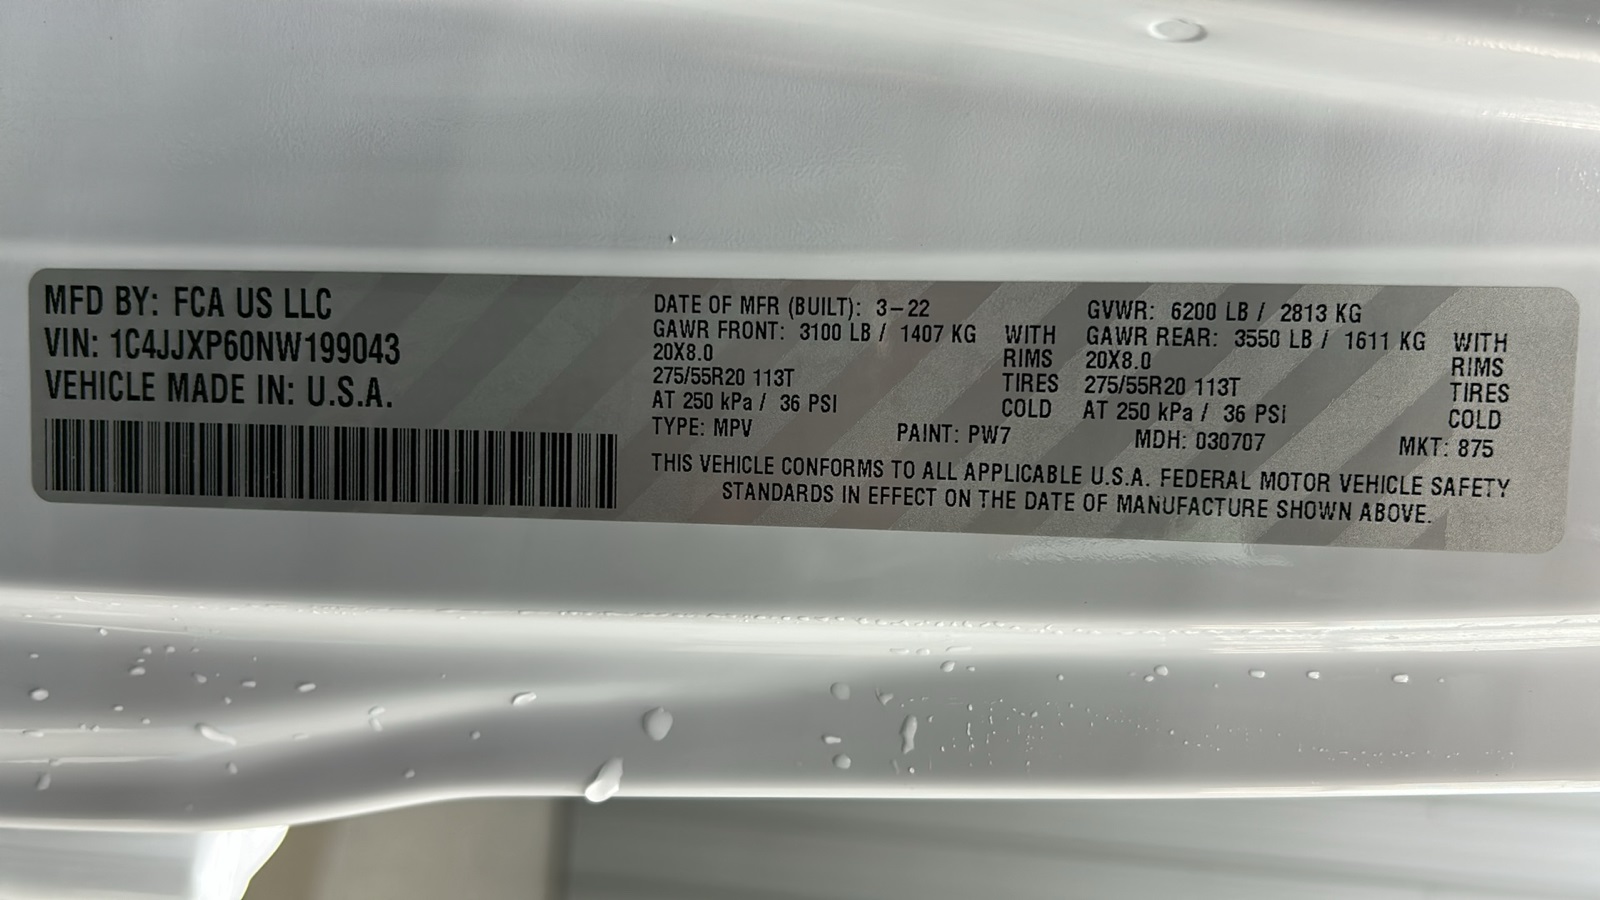 MFD BY: FCA US LLC
VIN: 1C4JJXP60NW199043
VEHICLE MADE IN: U.S.A.
DATE OF MFR (BUILT): 3-22
GAWR FRONT: 3100 LB / 1407 KG WITH
20X8.0 RIMS
275/55R20 113T TIRES
AT 250 kPa / 36 PSI COLD
GVWR: 6200 LB / 2813 KG
GAWR REAR: 3550 LB / 1611 KG WITH
20X8.0 RIMS
275/55R20 113T TIRES
AT 250 kPa / 36 PSI COLD
TYPE: MPV PAINT: PW7 MDH: 030707 MKT: 875
THIS VEHICLE CONFORMS TO ALL APPLICABLE U.S.A. FEDERAL MOTOR VEHICLE SAFETY
STANDARDS IN EFFECT ON THE DATE OF MANUFACTURE SHOWN ABOVE.